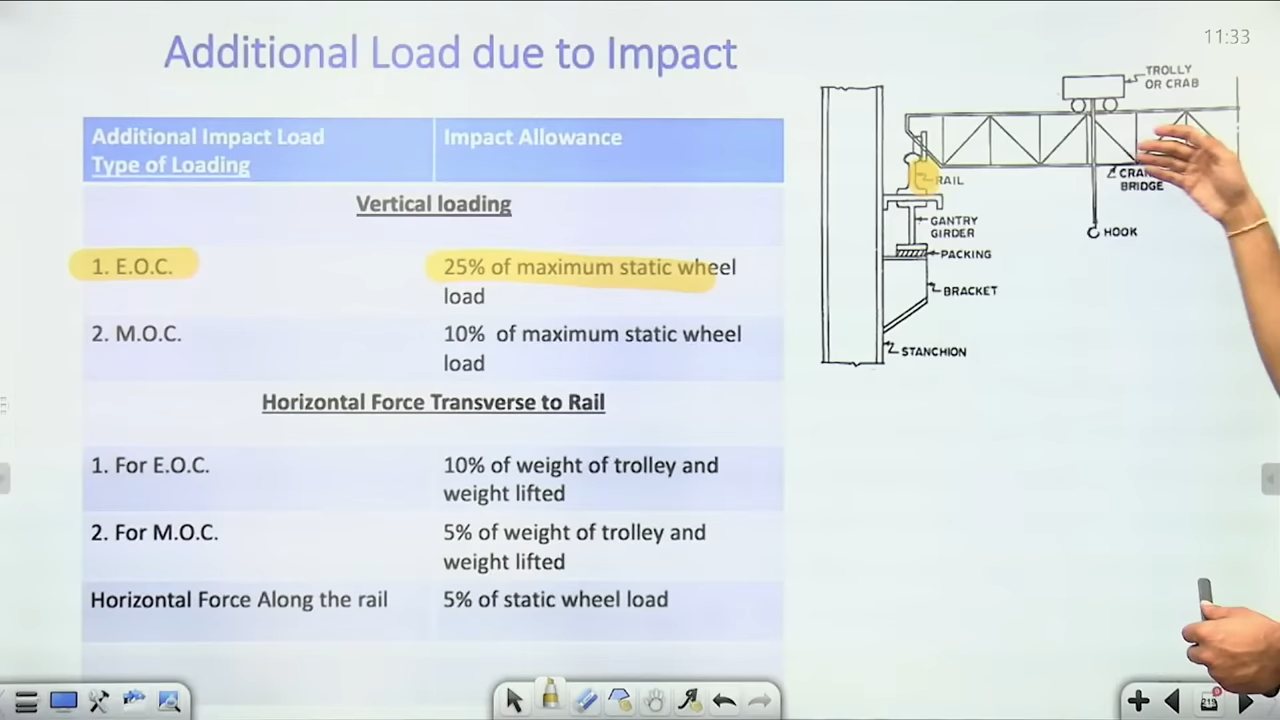 Additional Load due to Impact
11:33
Additional Impact Load
Type of Loading
Impact Allowance
Vertical loading
1. E.O.C.
25% of maximum static wheel
load
2. M.O.C.
10% of maximum static wheel
load
Horizontal Force Transverse to Rail
1. For E.O.C.
10% of weight of trolley and
weight lifted
2. For M.O.C.
5% of weight of trolley and
weight lifted
Horizontal Force Along the rail
5% of static wheel load
TROLLY
OR CRAB
RAIL
BRIDGE
GANTRY
GIRDER
HOOK
PACKING
BRACKET
STANCHION